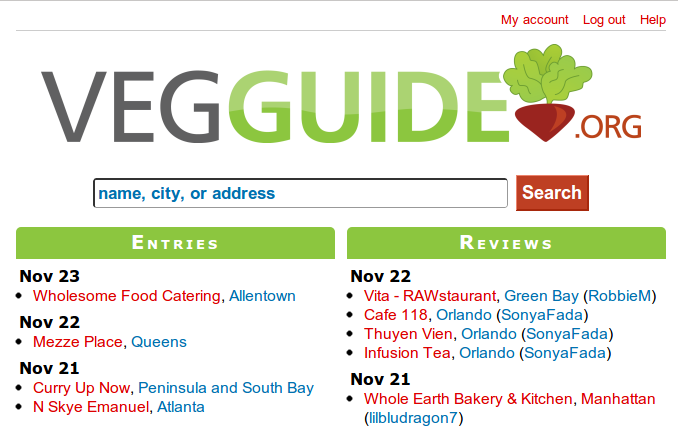 My account Log out Help
VEGGUIDE.ORG
name, city, or address Search
ENTRIES
Nov 23
Wholesome Food Catering, Allentown
Nov 22
Mezze Place, Queens
Nov 21
Curry Up Now, Peninsula and South Bay
N Skye Emanuel, Atlanta
REVIEWS
Nov 22
Vita - RAWstaurant, Green Bay (RobbieM)
Cafe 118, Orlando (SonyaFada)
Thuyen Vien, Orlando (SonyaFada)
Infusion Tea, Orlando (SonyaFada)
Nov 21
Whole Earth Bakery & Kitchen, Manhattan
(lilbludragon7)